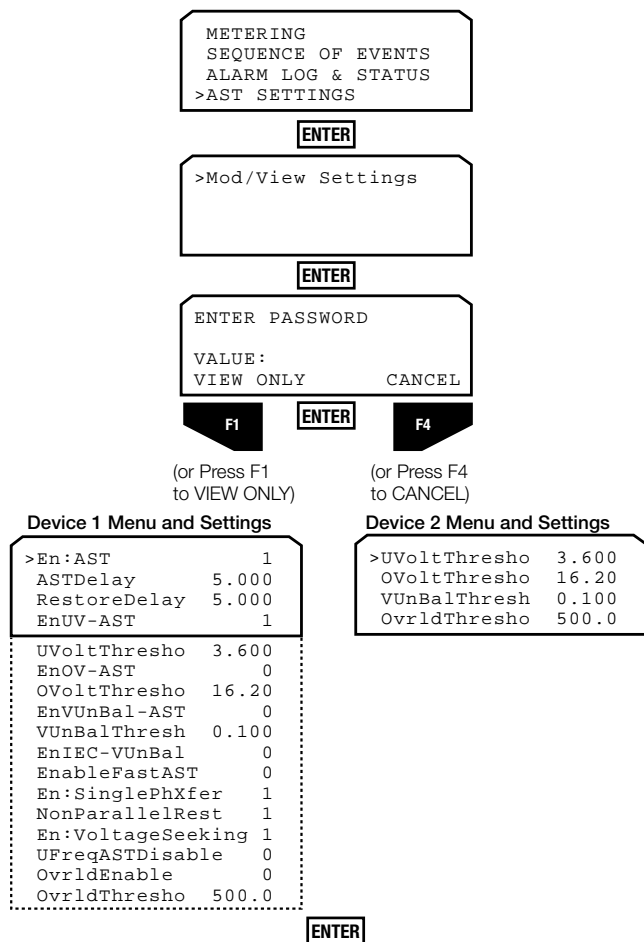 METERING
SEQUENCE OF EVENTS
ALARM LOG & STATUS
>AST SETTINGS
ENTER
>Mod/View Settings
ENTER
ENTER PASSWORD
VALUE:
VIEW ONLY CANCEL
F1 ENTER F4
(or Press F1
to VIEW ONLY)
(or Press F4
to CANCEL)
Device 1 Menu and Settings
>En:AST 1
ASTDelay 5.000
RestoreDelay 5.000
EnUV-AST 1
UVoltThresho 3.600
EnOV-AST 0
OVoltThresho 16.20
EnVUnBal-AST 0
VUnBalThresh 0.100
EnIEC-VUnBal 0
EnableFastAST 0
En:SinglePhXfer 1
NonParallelRest 1
En:VoltageSeeking 1
UFreqASTDisable 0
OvrldEnable 0
OvrldThresho 500.0
Device 2 Menu and Settings
>UVoltThresho 3.600
OVoltThresho 16.20
VUnBalThresh 0.100
OvrldThresho 500.0
ENTER